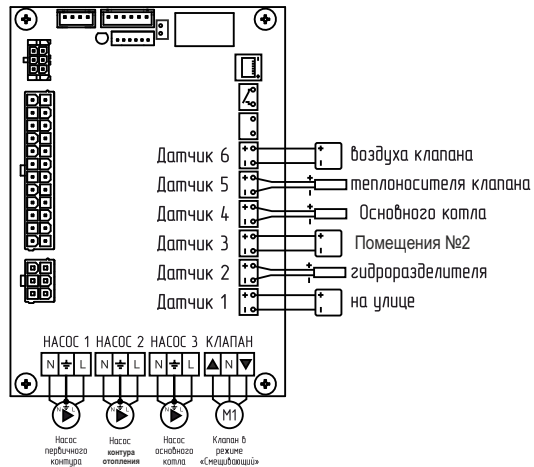 Датчик 6 + + воздуха клапана
Датчик 5 + + теплоносителя клапана
Датчик 4 + + Основного котла
Датчик 3 + + Помещения №2
Датчик 2 + + гидроразделителя
Датчик 1 + + на улице
НАСОС 1 НАСОС 2 НАСОС 3 КЛАПАН
N L N L N L N
N L N L N L M1
Насос первичного контура
Насос контура отопления
Насос основного котла
Клапан в режиме «Смешивающий»